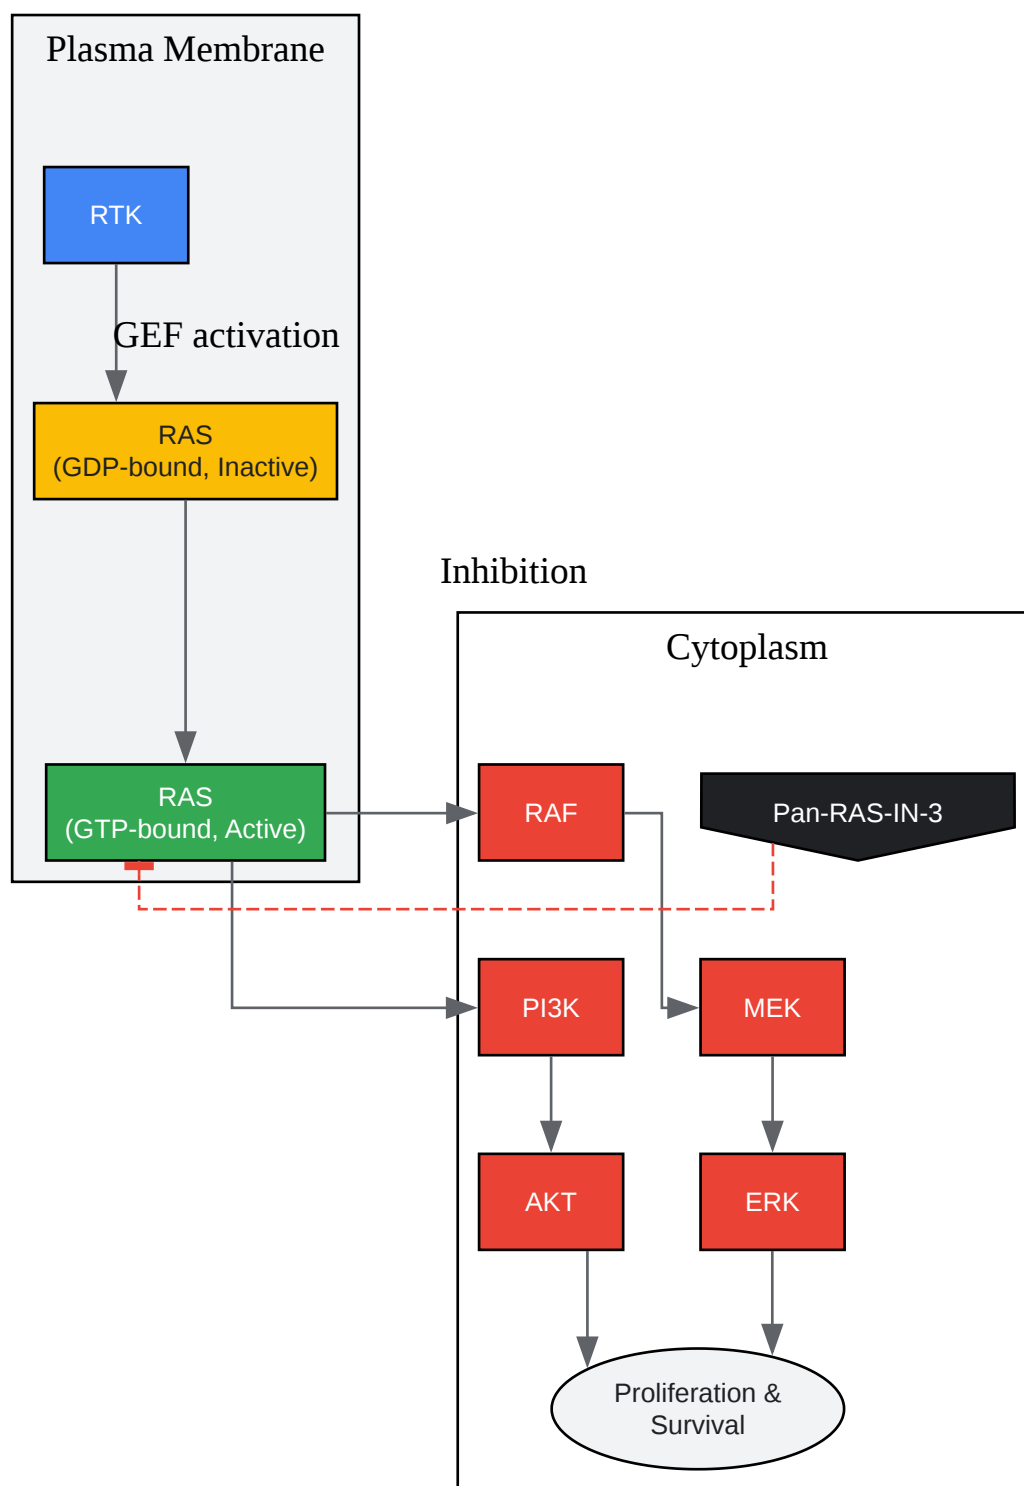 Plasma Membrane
RTK
GEF activation
RAS
(GDP-bound, Inactive)
Inhibition
Cytoplasm
RAS
(GTP-bound, Active)
RAF
Pan-RAS-IN-3
PI3K
MEK
AKT
ERK
Proliferation &
Survival